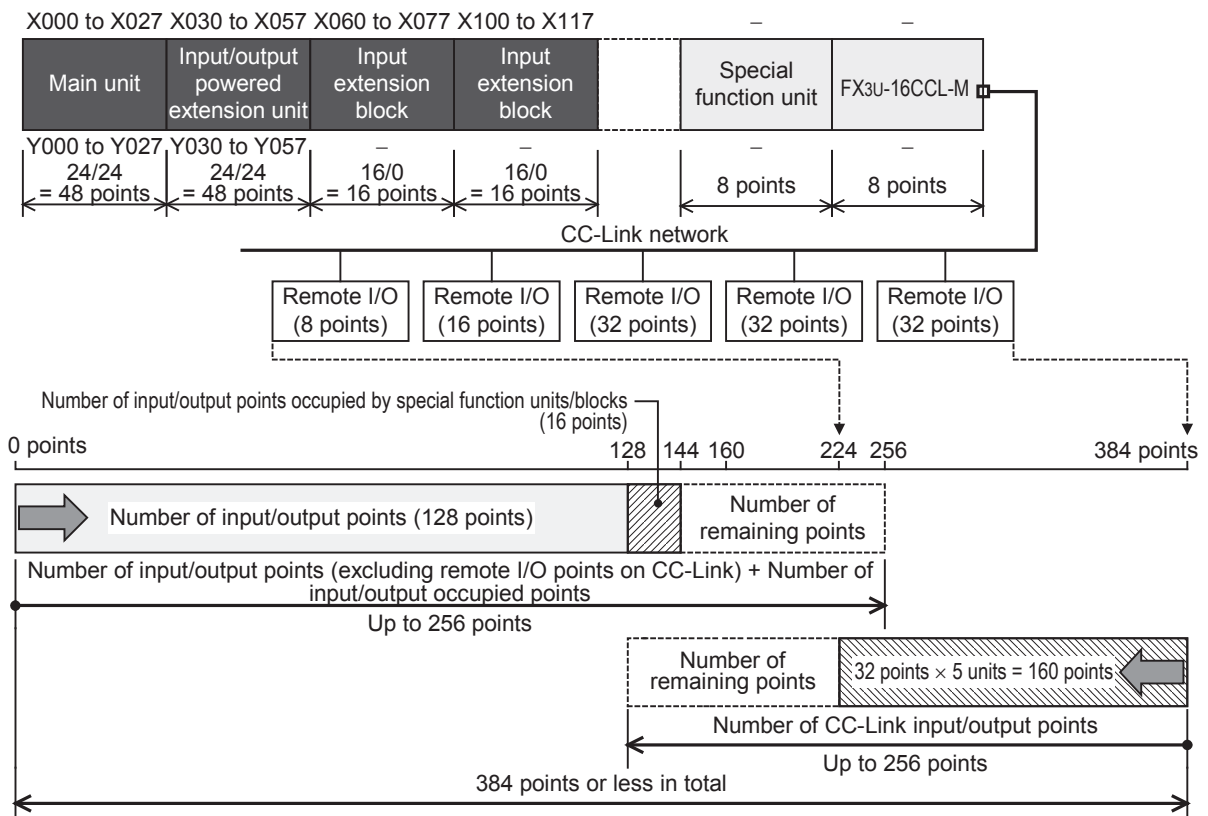 X000 to X027 X030 to X057 X060 to X077 X100 to X117 – –
Main unit
Input/output
powered
extension unit
Input
extension
block
Input
extension
block
Special
function unit
FX3U-16CCL-M
Y000 to Y027 Y030 to Y057 – – – –
24/24
= 48 points
24/24
= 48 points
16/0
= 16 points
16/0
= 16 points
8 points
8 points
CC-Link network
Remote I/O
(8 points)
Remote I/O
(16 points)
Remote I/O
(32 points)
Remote I/O
(32 points)
Remote I/O
(32 points)
Number of input/output points occupied by special function units/blocks
(16 points)
0 points 128 144 160 224 256 384 points
Number of input/output points (128 points)
Number of
remaining points
Number of input/output points (excluding remote I/O points on CC-Link) + Number of
input/output occupied points
Up to 256 points
Number of
remaining points
32 points × 5 units = 160 points
Number of CC-Link input/output points
Up to 256 points
384 points or less in total